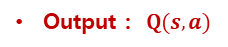 • Output : Q(s,a)